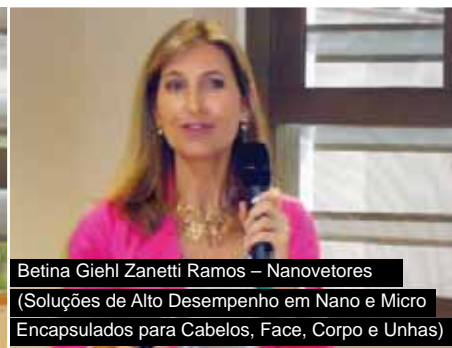 Betina Giehl Zanetti Ramos – Nanovetores
(Soluções de Alto Desempenho em Nano e Micro
Encapsulados para Cabelos, Face, Corpo e Unhas)